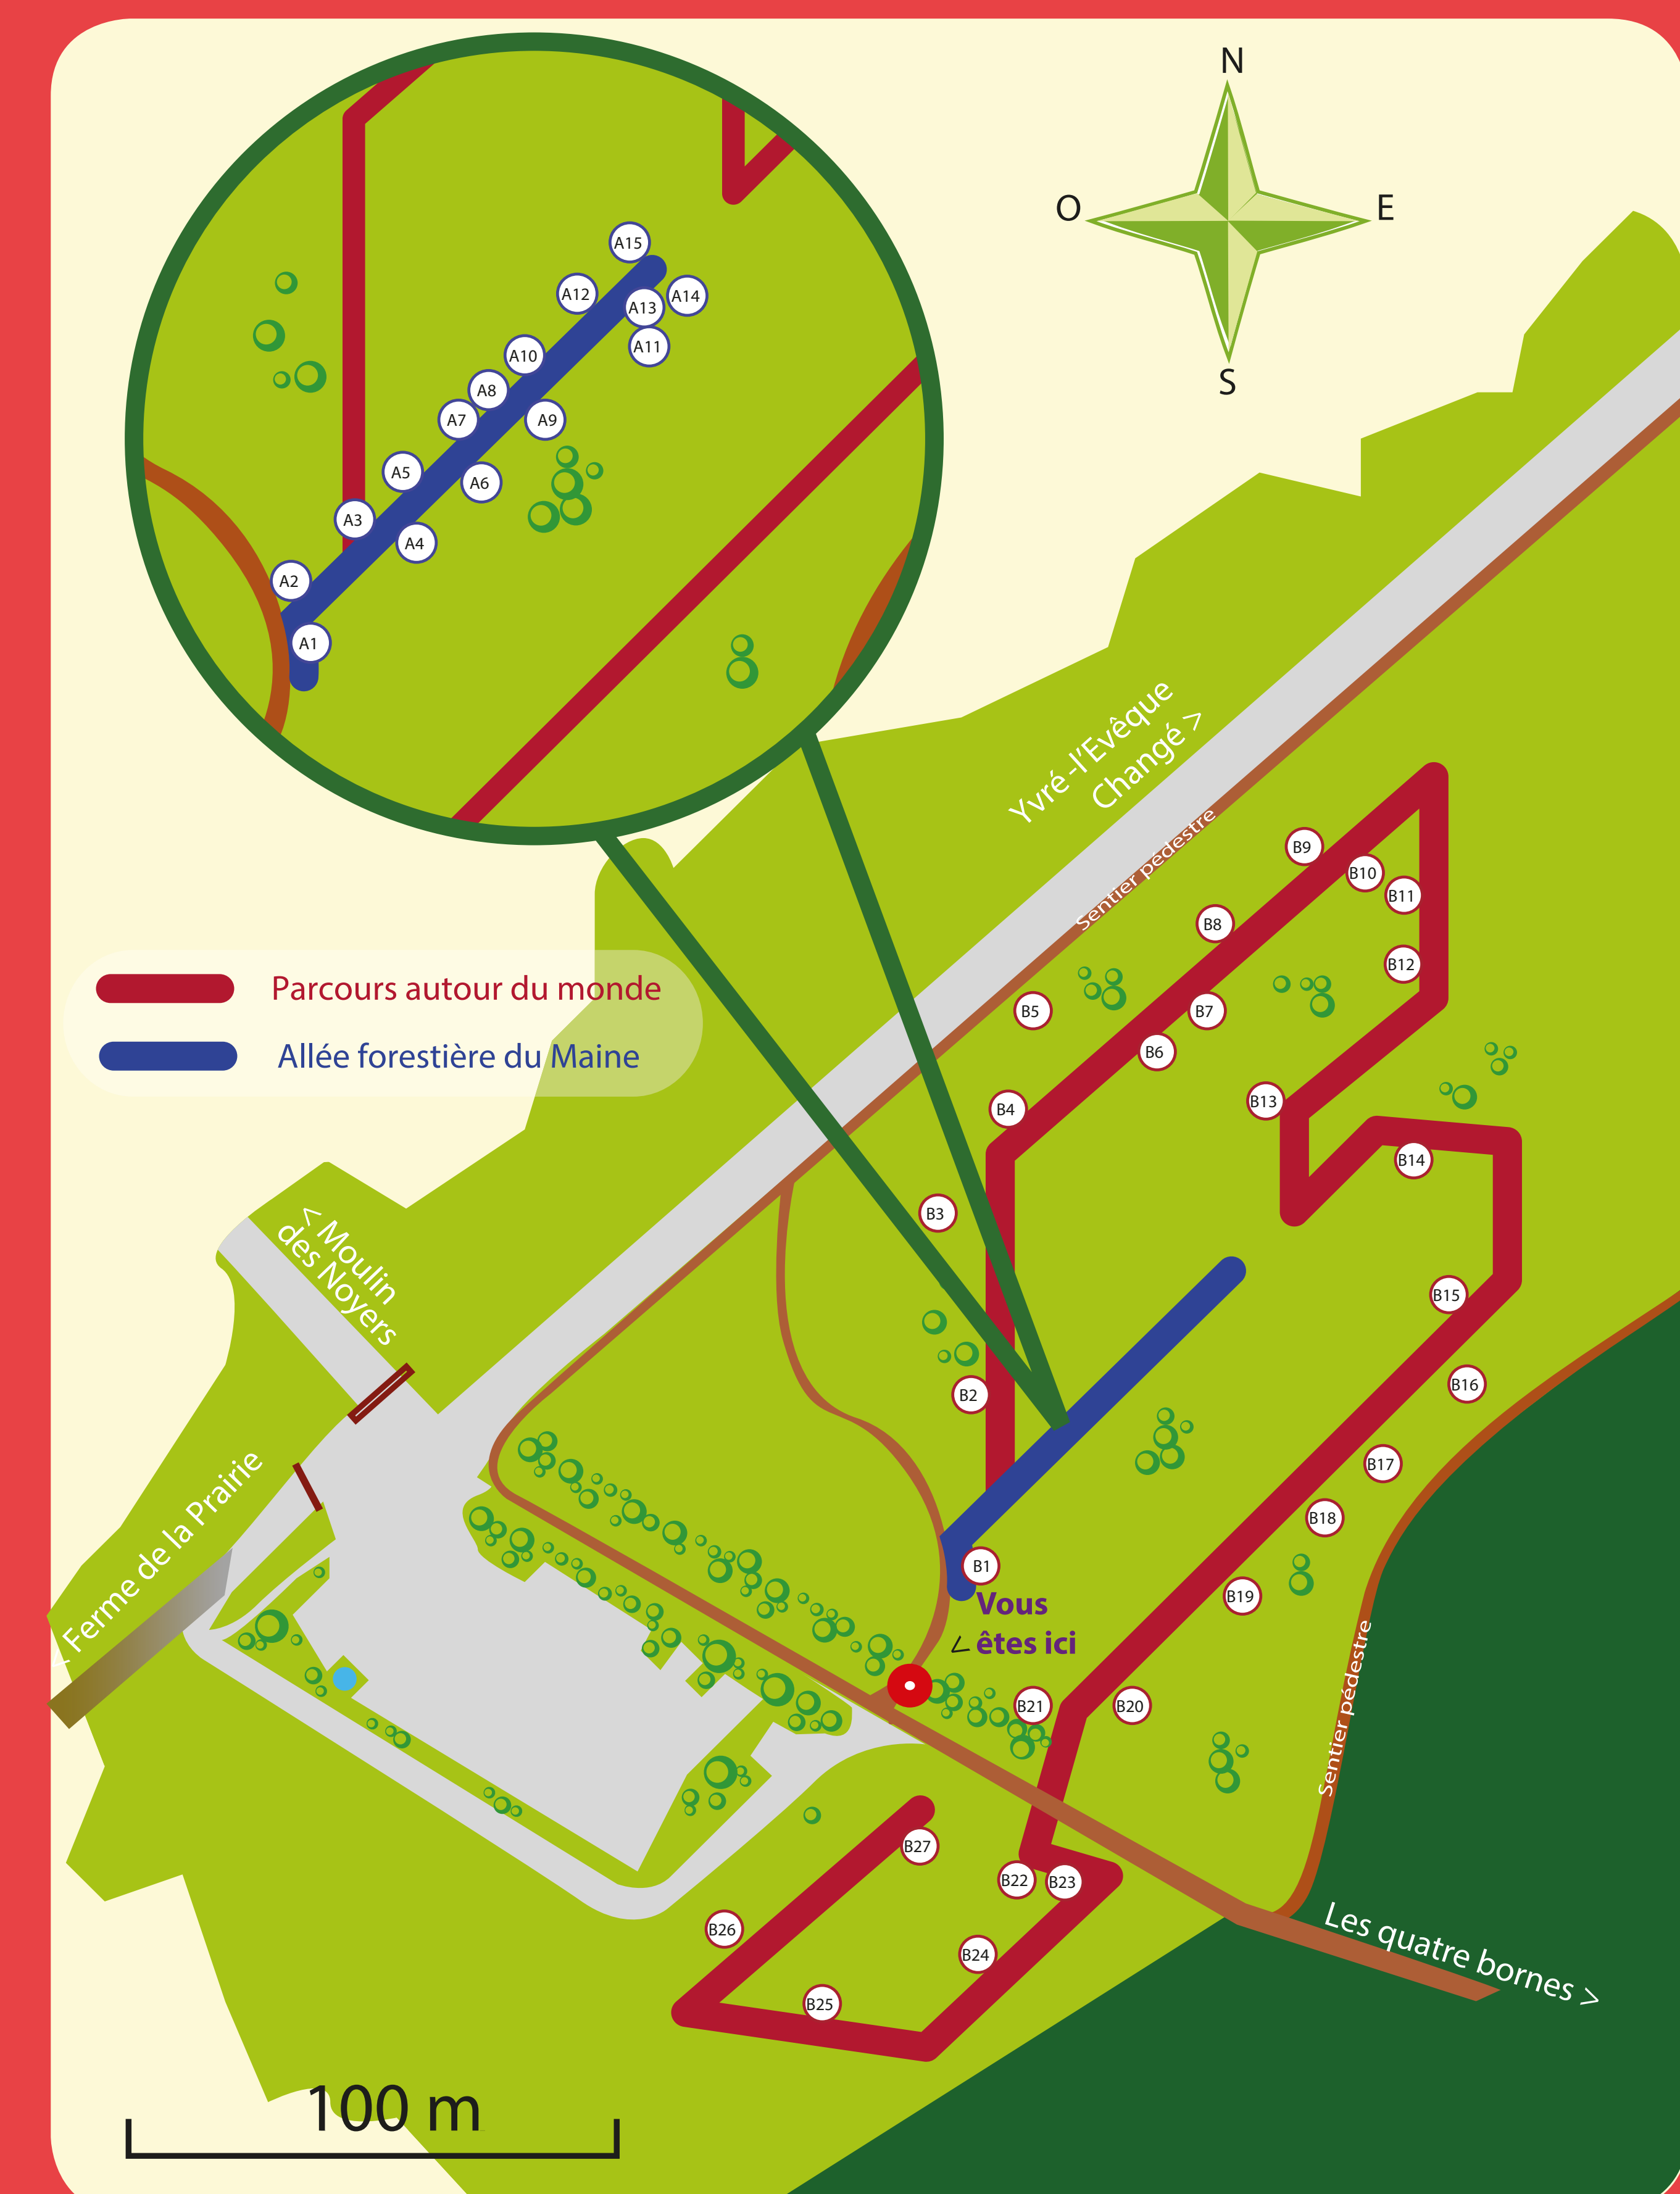 N
O
E
S
A15
A12
A14
A13
A11
A10
A8
A9
A7
A5
A6
A3
A4
A2
A1
Yvré-l'Evêque
Changé >
Sentier pédestre
B9
B10
B11
B8
B12
B5
B7
B6
B4
B13
B14
B3
B15
B2
B16
B17
B18
B1
B19
Parcours autour du monde
Allée forestière du Maine
< Moulin
des Noyers
< Ferme de la Prairie
Vous
< êtes ici
B21
B20
Sentier pédestre
B27
B22
B23
B26
B24
B25
Les quatre bornes >
100 m